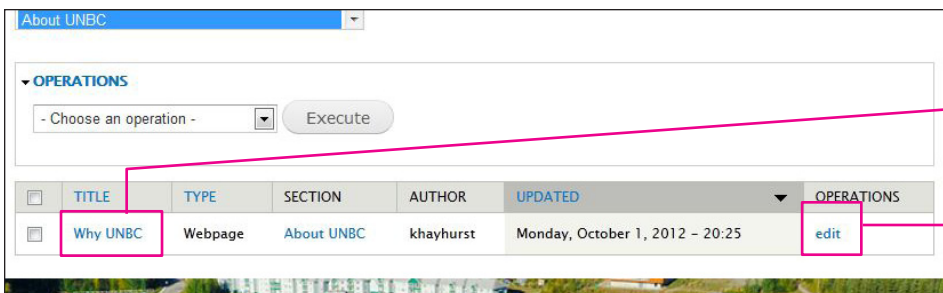 About UNBC
OPERATIONS
- Choose an operation - Execute
TITLE TYPE SECTION AUTHOR UPDATED OPERATIONS
Why UNBC Webpage About UNBC khayhurst Monday, October 1, 2012 - 20:25 edit